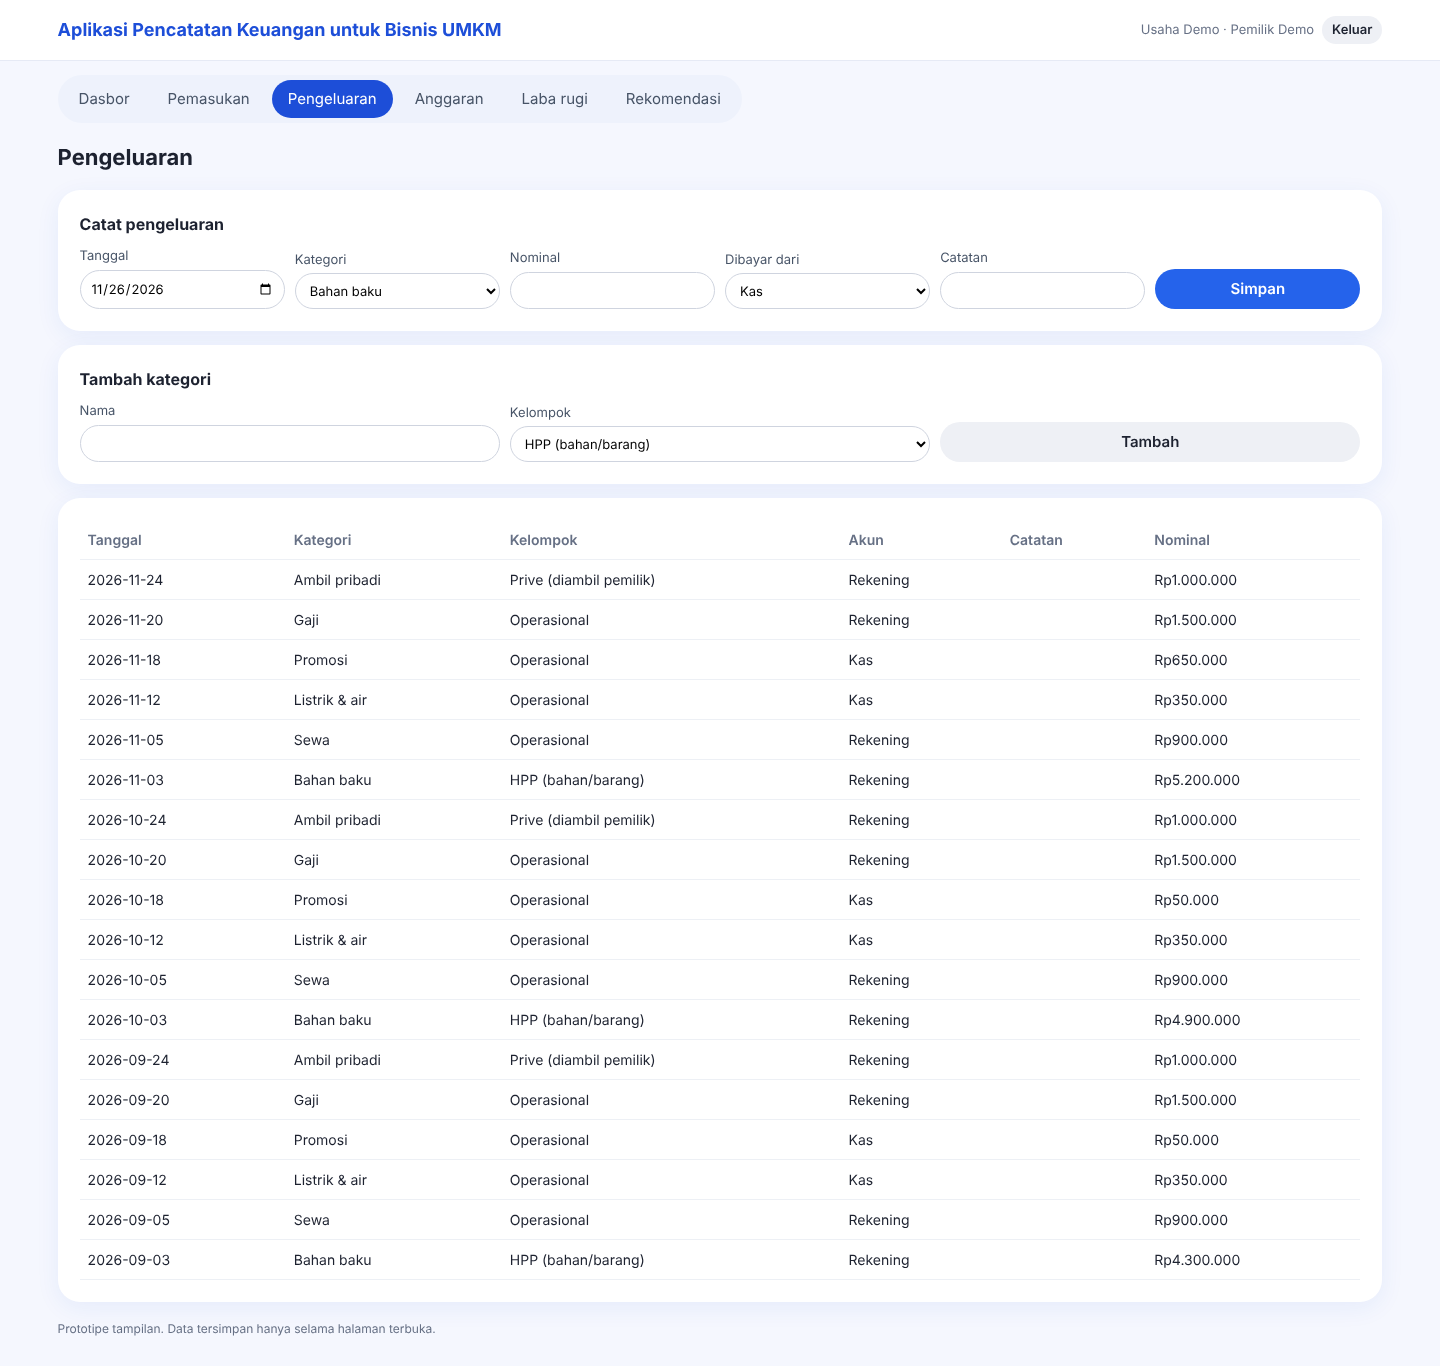 Aplikasi Pencatatan Keuangan untuk Bisnis UMKM
Usaha Demo · Pemilik Demo Keluar
Dasbor Pemasukan Pengeluaran Anggaran Laba rugi Rekomendasi
Pengeluaran
Catat pengeluaran
Tanggal Kategori Nominal Dibayar dari Catatan
11/26/2026 Bahan baku Kas Simpan
Tambah kategori
Nama Kelompok
HPP (bahan/barang) Tambah
Tanggal Kategori Kelompok Akun Catatan Nominal
2026-11-24 Ambil pribadi Prive (diambil pemilik) Rekening Rp1.000.000
2026-11-20 Gaji Operasional Rekening Rp1.500.000
2026-11-18 Promosi Operasional Kas Rp650.000
2026-11-12 Listrik & air Operasional Kas Rp350.000
2026-11-05 Sewa Operasional Rekening Rp900.000
2026-11-03 Bahan baku HPP (bahan/barang) Rekening Rp5.200.000
2026-10-24 Ambil pribadi Prive (diambil pemilik) Rekening Rp1.000.000
2026-10-20 Gaji Operasional Rekening Rp1.500.000
2026-10-18 Promosi Operasional Kas Rp50.000
2026-10-12 Listrik & air Operasional Kas Rp350.000
2026-10-05 Sewa Operasional Rekening Rp900.000
2026-10-03 Bahan baku HPP (bahan/barang) Rekening Rp4.900.000
2026-09-24 Ambil pribadi Prive (diambil pemilik) Rekening Rp1.000.000
2026-09-20 Gaji Operasional Rekening Rp1.500.000
2026-09-18 Promosi Operasional Kas Rp50.000
2026-09-12 Listrik & air Operasional Kas Rp350.000
2026-09-05 Sewa Operasional Rekening Rp900.000
2026-09-03 Bahan baku HPP (bahan/barang) Rekening Rp4.300.000
Prototipe tampilan. Data tersimpan hanya selama halaman terbuka.